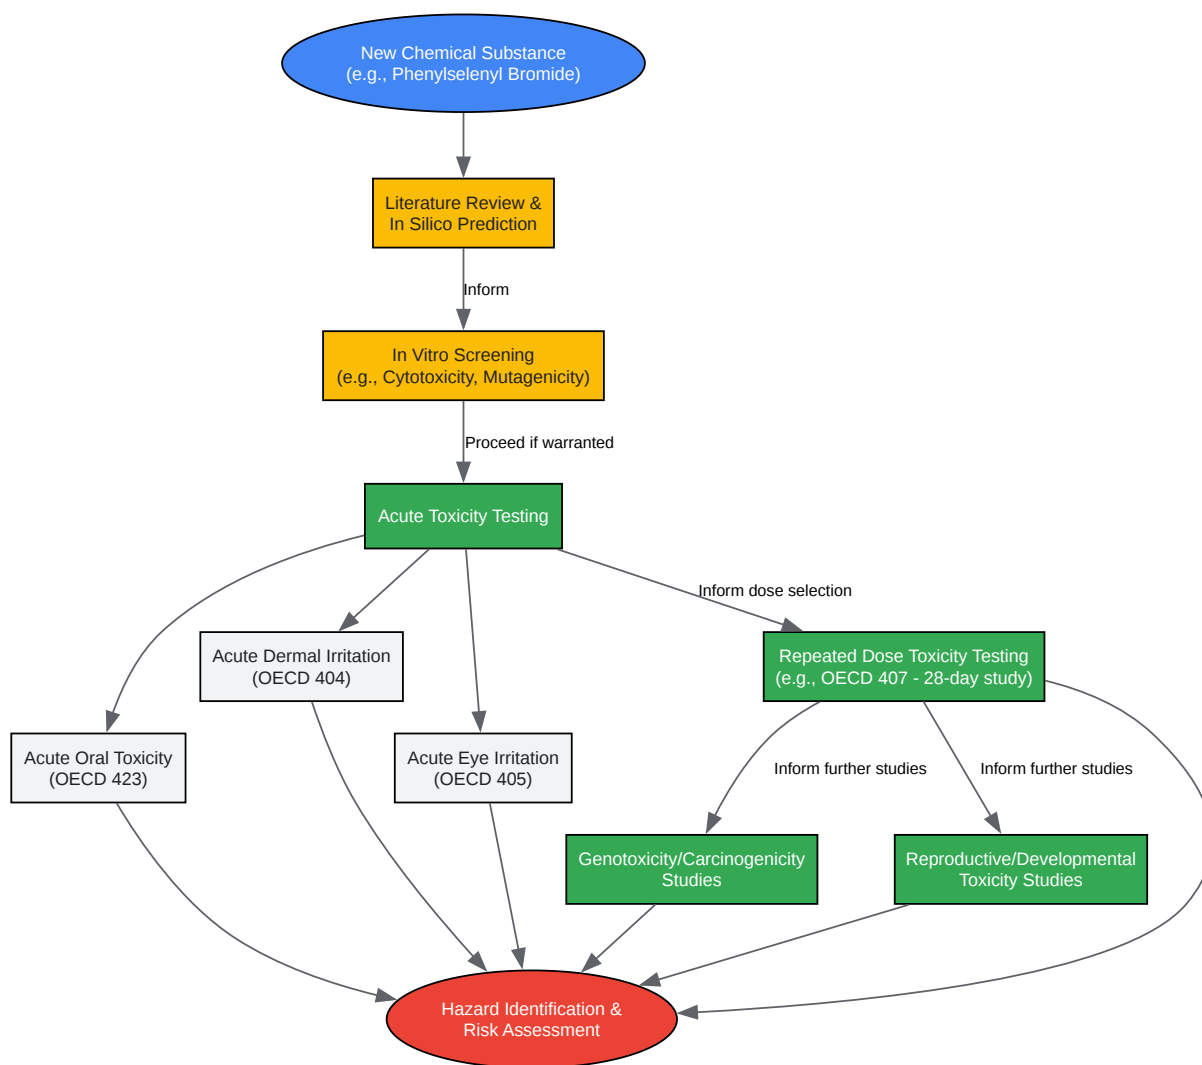 New Chemical Substance
(e.g., Phenylselenyl Bromide)
Literature Review &
In Silico Prediction
Inform
In Vitro Screening
(e.g., Cytotoxicity, Mutagenicity)
Proceed if warranted
Acute Toxicity Testing
Inform dose selection
Acute Dermal Irritation
(OECD 404)
Repeated Dose Toxicity Testing
(e.g., OECD 407 - 28-day study)
Acute Oral Toxicity
(OECD 423)
Acute Eye Irritation
(OECD 405)
Inform further studies
Inform further studies
Genotoxicity/Carcinogenicity
Studies
Reproductive/Developmental
Toxicity Studies
Hazard Identification &
Risk Assessment